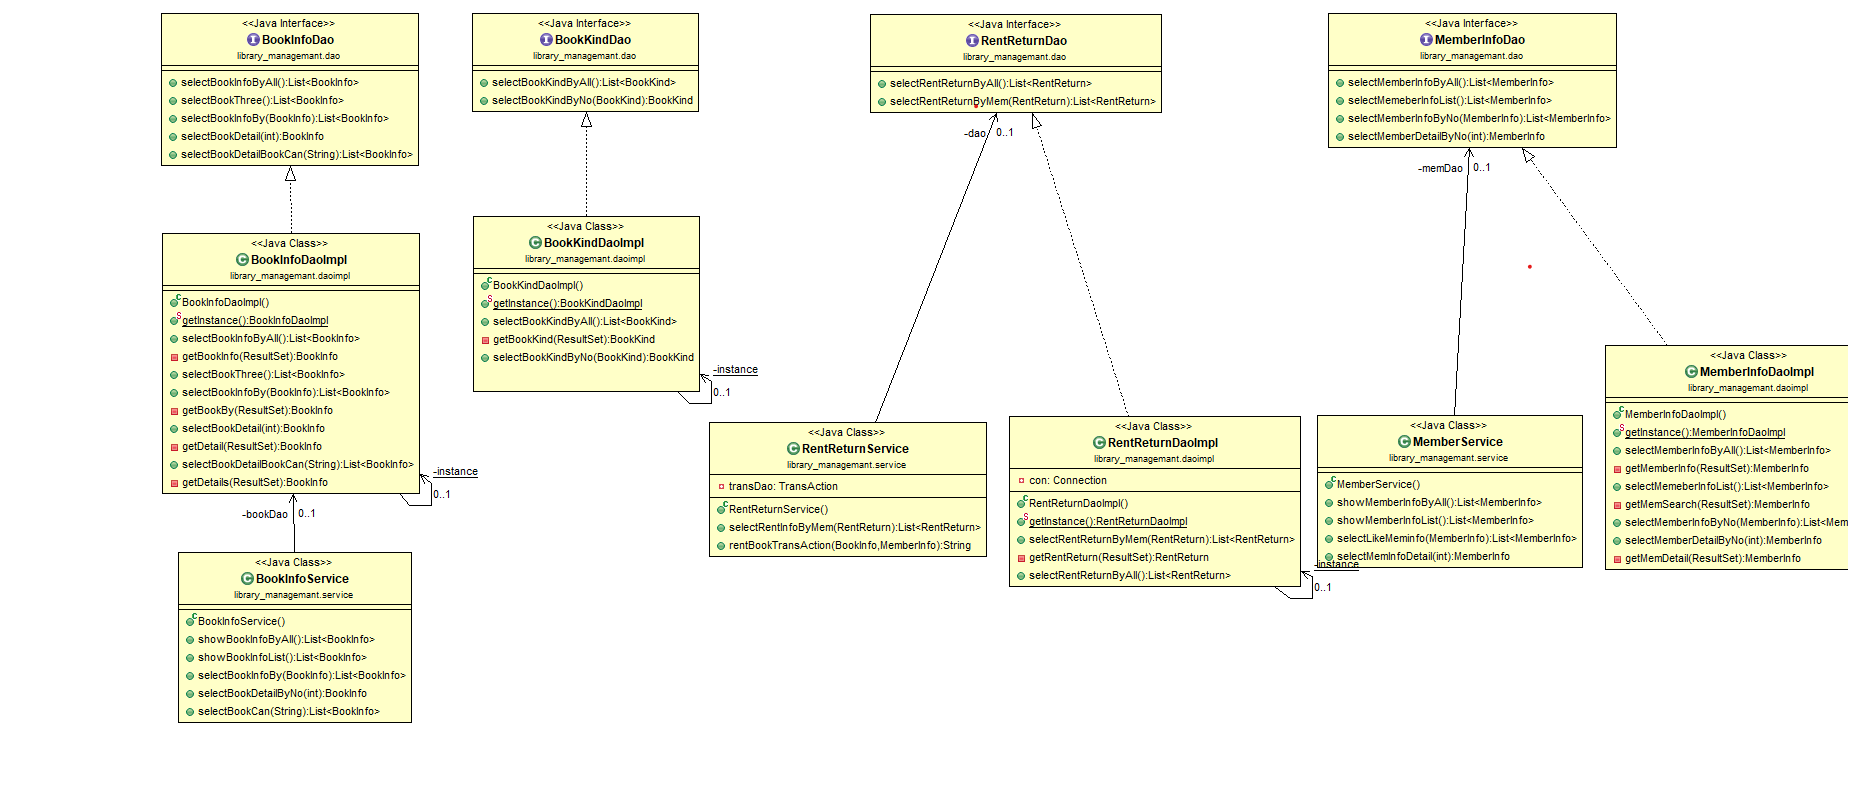 <<Java Interface>>
BookInfoDao
library_managemant.dao
selectBookInfoByAll():List<BookInfo>
selectBookThree():List<BookInfo>
selectBookInfoBy(BookInfo):List<BookInfo>
selectBookDetail(int):BookInfo
selectBookDetailBookCan(String):List<BookInfo>
<<Java Interface>>
BookKindDao
library_managemant.dao
selectBookKindByAll():List<BookKind>
selectBookKindByNo(BookKind):BookKind
<<Java Interface>>
RentReturnDao
library_managemant.dao
selectRentReturnByAll():List<RentReturn>
selectRentReturnByMem(RentReturn):List<RentReturn>
-dao
0..1
<<Java Interface>>
MemberInfoDao
library_managemant.dao
selectMemberInfoByAll():List<MemberInfo>
selectMemeberInfoList():List<MemberInfo>
selectMemberInfoByNo(MemberInfo):List<MemberInfo>
selectMemberDetailByNo(int):MemberInfo
-memDao
0..1
<<Java Class>>
BookInfoDaoImpl
library_managemant.daoimpl
BookInfoDaoImpl()
getInstance():BookInfoDaoImpl
selectBookInfoByAll():List<BookInfo>
getBookInfo(ResultSet):BookInfo
selectBookThree():List<BookInfo>
selectBookInfoBy(BookInfo):List<BookInfo>
getBookBy(ResultSet):BookInfo
selectBookDetail(int):BookInfo
getDetail(ResultSet):BookInfo
selectBookDetailBookCan(String):List<BookInfo>
getDetails(ResultSet):BookInfo
-instance
0..1
-bookDao
0..1
<<Java Class>>
BookKindDaoImpl
library_managemant.daoimpl
BookKindDaoImpl()
getInstance():BookKindDaoImpl
selectBookKindByAll():List<BookKind>
getBookKind(ResultSet):BookKind
selectBookKindByNo(BookKind):BookKind
-instance
0..1
<<Java Class>>
RentReturnService
library_managemant.service
transDao: TransAction
RentReturnService()
selectRentInfoByMem(RentReturn):List<RentReturn>
rentBookTransAction(BookInfo,MemberInfo):String
<<Java Class>>
RentReturnDaoImpl
library_managemant.daoimpl
con: Connection
RentReturnDaoImpl()
getInstance():RentReturnDaoImpl
selectRentReturnByMem(RentReturn):List<RentReturn>
getRentReturn(ResultSet):RentReturn
selectRentReturnByAll():List<RentReturn>
-instance
0..1
<<Java Class>>
MemberService
library_managemant.service
MemberService()
showMemberInfoByAll():List<MemberInfo>
showMemberInfoList():List<MemberInfo>
selectLikeMeminfo(MemberInfo):List<MemberInfo>
selectMemInfoDetail(int):MemberInfo
<<Java Class>>
MemberInfoDaoImpl
library_managemant.daoimpl
MemberInfoDaoImpl()
getInstance():MemberInfoDaoImpl
selectMemberInfoByAll():List<MemberInfo>
getMemberInfo(ResultSet):MemberInfo
selectMemeberInfoList():List<MemberInfo>
getMemSearch(ResultSet):MemberInfo
selectMemberInfoByNo(MemberInfo):List<Mem
selectMemberDetailByNo(int):MemberInfo
getMemDetail(ResultSet):MemberInfo
<<Java Class>>
BookInfoService
library_managemant.service
BookInfoService()
showBookInfoByAll():List<BookInfo>
showBookInfoList():List<BookInfo>
selectBookInfoBy(BookInfo):List<BookInfo>
selectBookDetailByNo(int):BookInfo
selectBookCan(String):List<BookInfo>